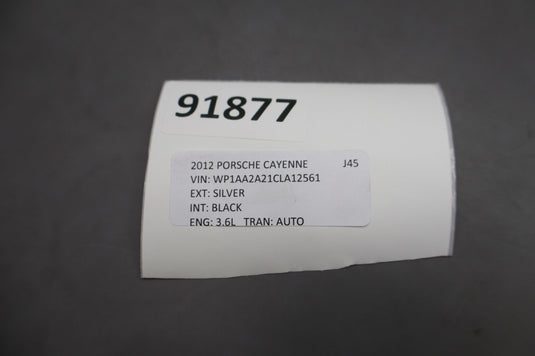 91877
2012 PORSCHE CAYENNE J45
VIN: WP1AA2A21CLA12561
EXT: SILVER
INT: BLACK
ENG: 3.6L TRAN: AUTO